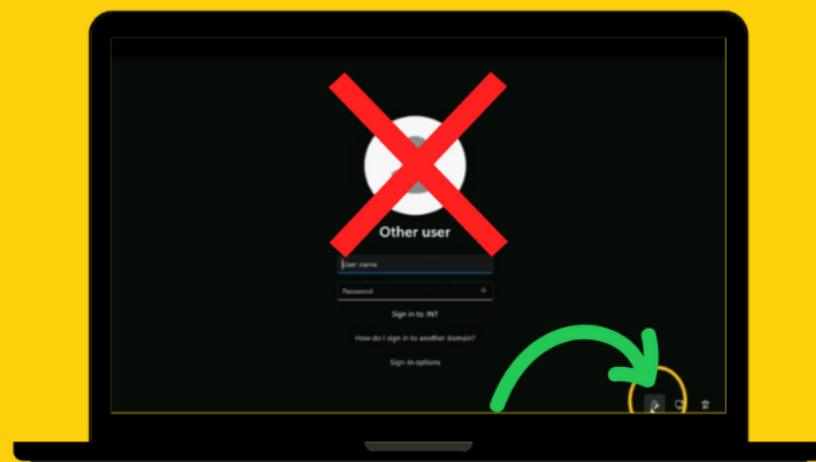 Other user
User name
Password
Sign in to: INT
How do I sign in to another domain?
Sign-in options